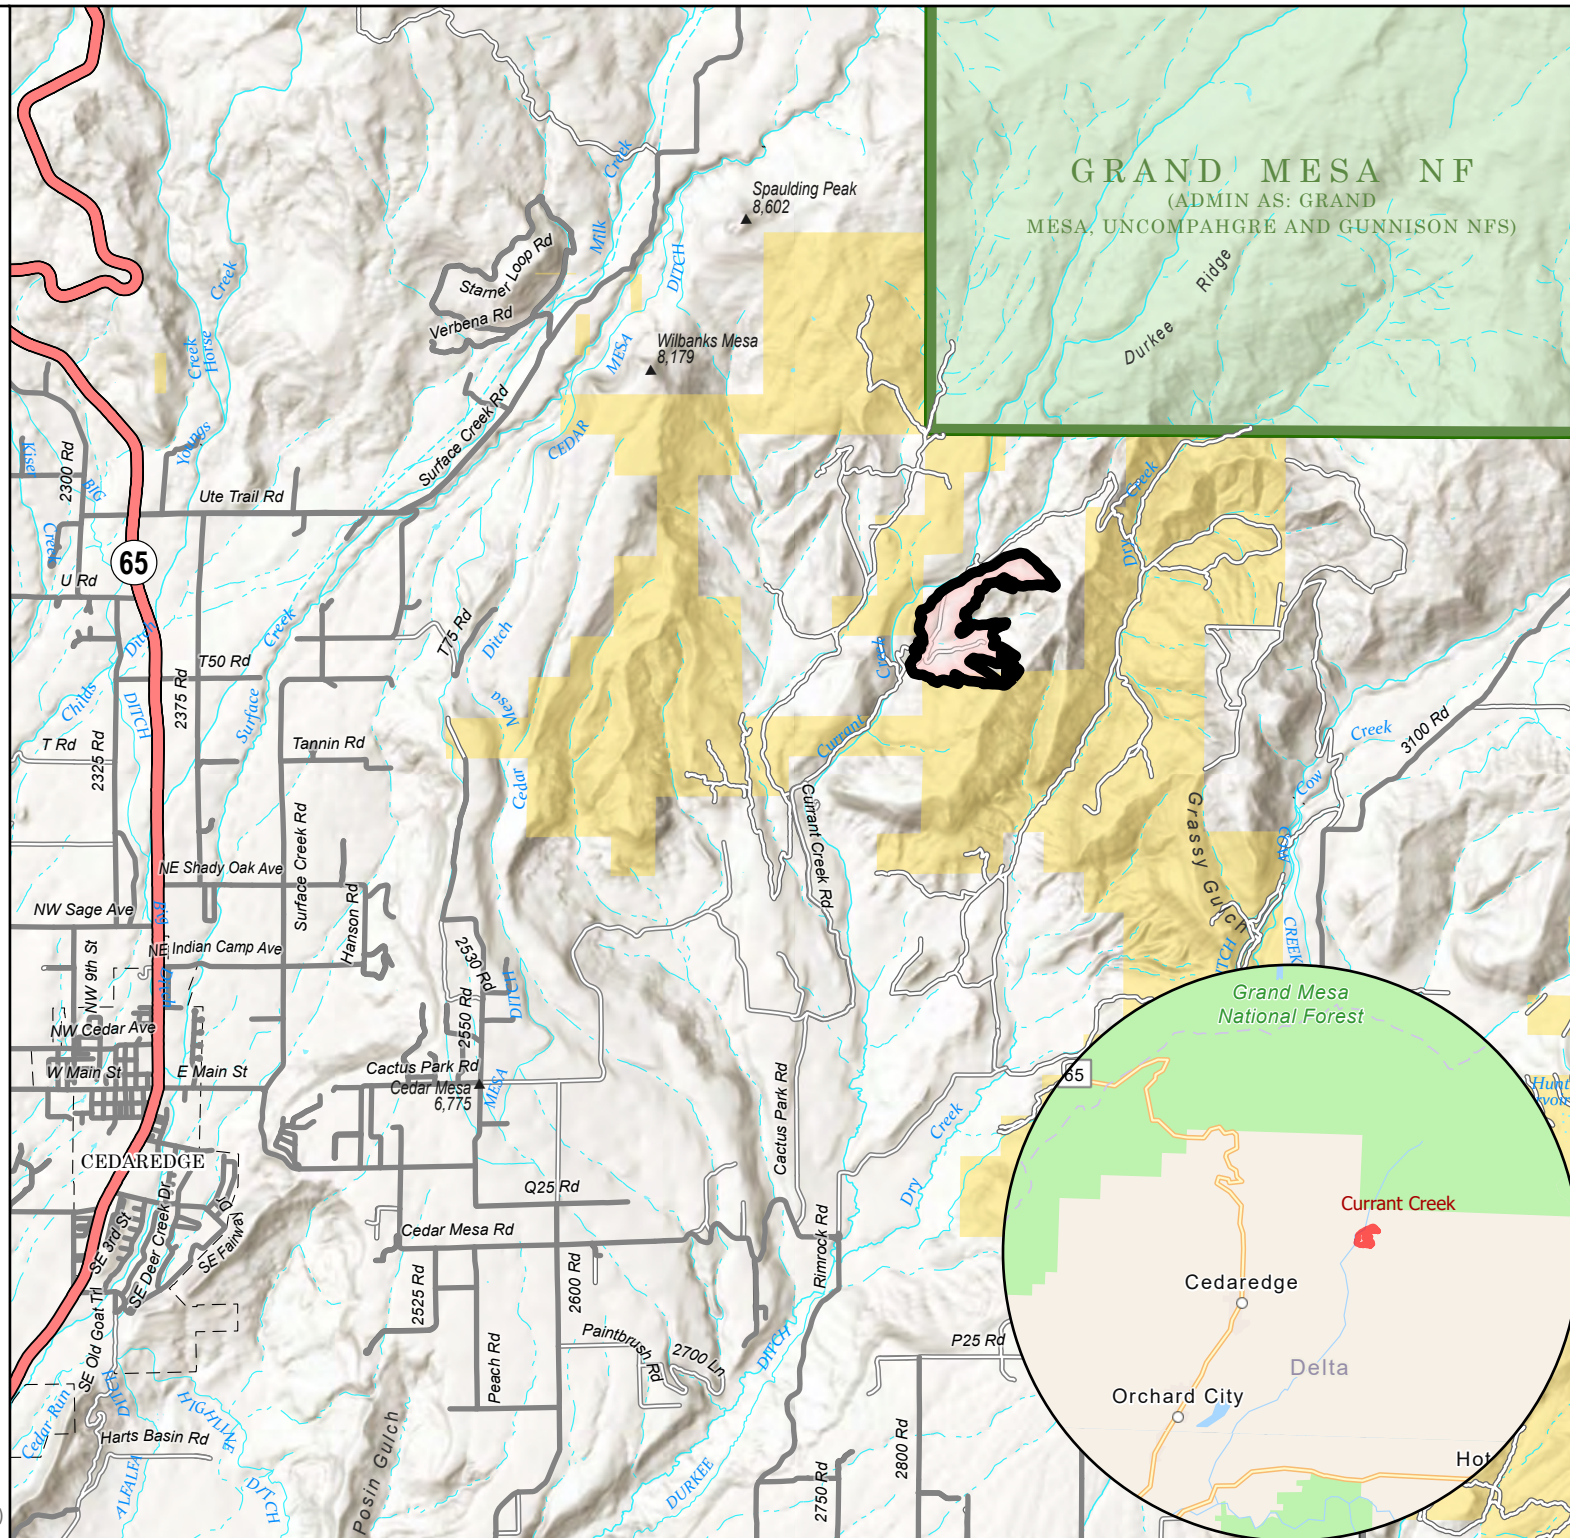 GRAND MESA NF
(ADMIN AS: GRAND
MESA, UNCOMPAHGRE AND GUNNISON NFS)
Spaulding Peak
8,602
Milk
Creek
Starner Loop Rd
Verbena Rd
DITCH
MESA
CEDAR
Wilbanks Mesa
8,179
Ridge
Durkee
Creek
Horse
Creek
Youngs
Surface Creek Rd
Kiser
Creek
2300 Rd
BIG
Ute Trail Rd
65
U Rd
Ditch
Creek
Surface
T75 Rd
Ditch
Mesa
Cedar
T50 Rd
2375 Rd
Childs
DITCH
T Rd
2325 Rd
Tannin Rd
Surface Creek Rd
Creek
Dry
Creek
Currant
Currant Creek Rd
Creek
3100 Rd
Cow
COW
CREEK
Grassy Gulch
NE Shady Oak Ave
NW Sage Ave
Big
NE Indian Camp Ave
Hanson Rd
NW 9th St
Ditch
2530 Rd
DITCH
2550 Rd
NW Cedar Ave
W Main St
E Main St
Cactus Park Rd
Cedar Mesa
6,775
MESA
Cactus Park Rd
Creek
Dry
CEDAREDGE
Q25 Rd
Cedar Mesa Rd
SE 3rd St
SE Deer Creek Dr
SE Fairway Dr
SE Old Goat Trl
2525 Rd
2600 Rd
Rimrock Rd
Peach Rd
Paintbrush Rd
2700 Ln
DITCH
P25 Rd
Cedar Run
DITCH
HIGHLINE
DITCH
Harts Basin Rd
ALFALFA
Posin Gulch
DURKEE
2750 Rd
2800 Rd
Grand Mesa
National Forest
65
Currant Creek
Cedaredge
Delta
Orchard City
Hot